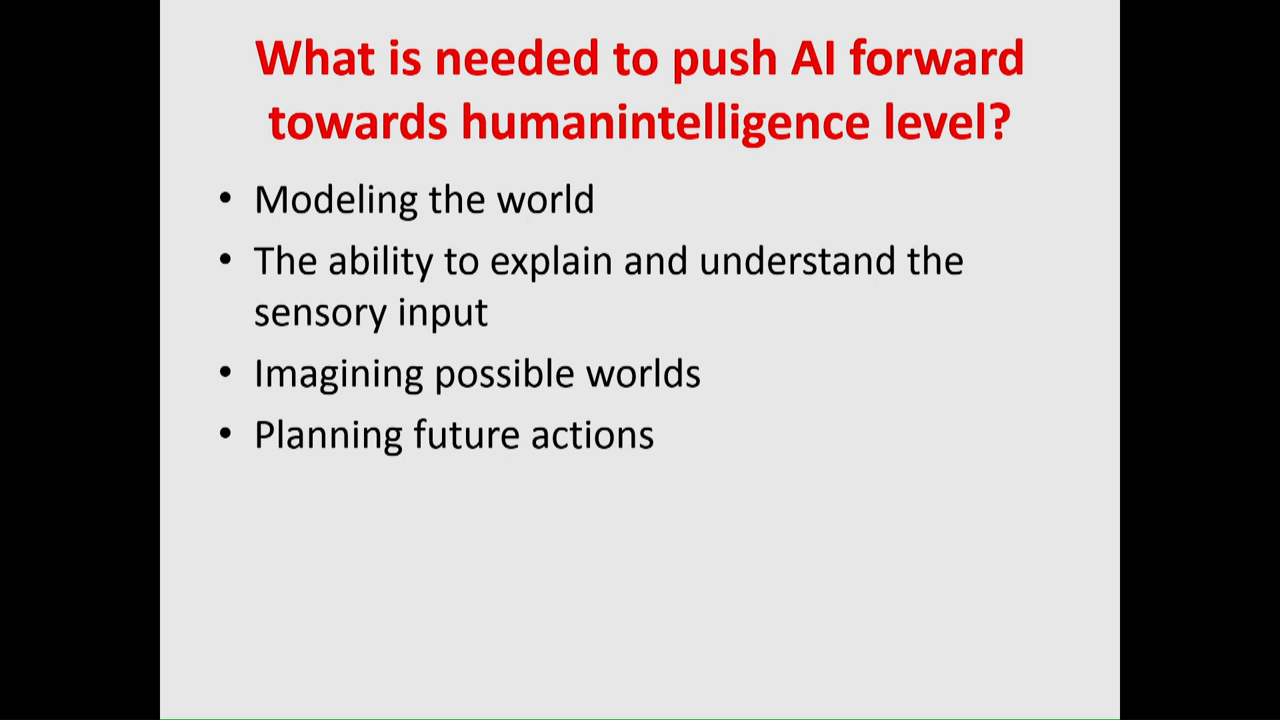 What is needed to push AI forward
towards humanintelligence level?
• Modeling the world
• The ability to explain and understand the
sensory input
• Imagining possible worlds
• Planning future actions